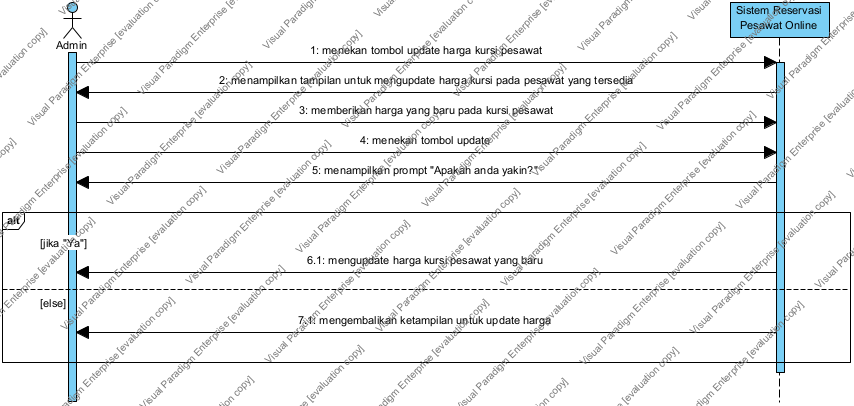 Sistem Reservasi
Pesawat Online
Admin
1: menekan tombol update harga kursi pesawat
2: menampilkan tampilan untuk mengupdate harga kursi pada pesawat yang tersedia
3: memberikan harga yang baru pada kursi pesawat
4: menekan tombol update
5: menampilkan prompt "Apakah anda yakin?"
alt
[jika "Ya"]
6.1: mengupdate harga kursi pesawat yang baru
[else]
7.1: mengembalikan ketampilan untuk update harga
Visual Paradigm Enterprise [evaluation copy]